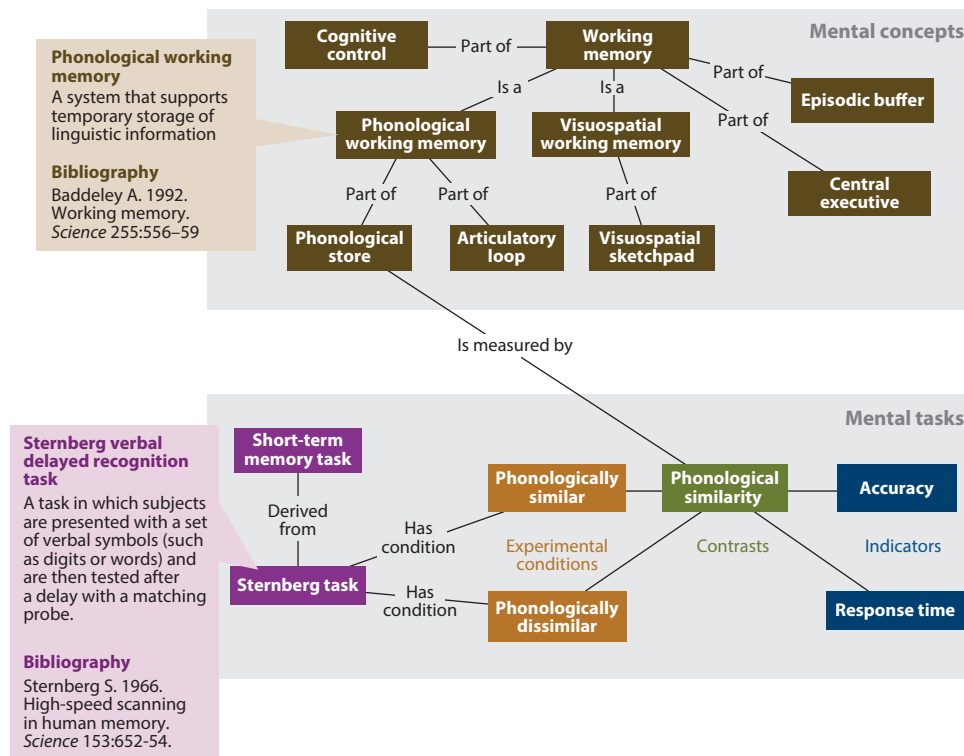 Mental concepts
Cognitive
control
Part of
Working
memory
Part of
Episodic buffer
Is a
Is a
Part of
Phonological working
memory
A system that supports
temporary storage of
linguistic information
Bibliography
Baddeley A. 1992.
Working memory.
Science 255:556–59
Phonological
working memory
Visuospatial
working memory
Central
executive
Part of
Part of
Part of
Phonological
store
Articulatory
loop
Visuospatial
sketchpad
Is measured by
Mental tasks
Sternberg verbal
delayed recognition
task
A task in which subjects
are presented with a set
of verbal symbols (such
as digits or words) and
are then tested after
a delay with a matching
probe.
Bibliography
Sternberg S. 1966.
High-speed scanning
in human memory.
Science 153:652-54.
Short-term
memory task
Derived
from
Sternberg task
Has
condition
Has
condition
Phonologically
similar
Experimental
conditions
Phonologically
dissimilar
Phonological
similarity
Contrasts
Accuracy
Indicators
Response time